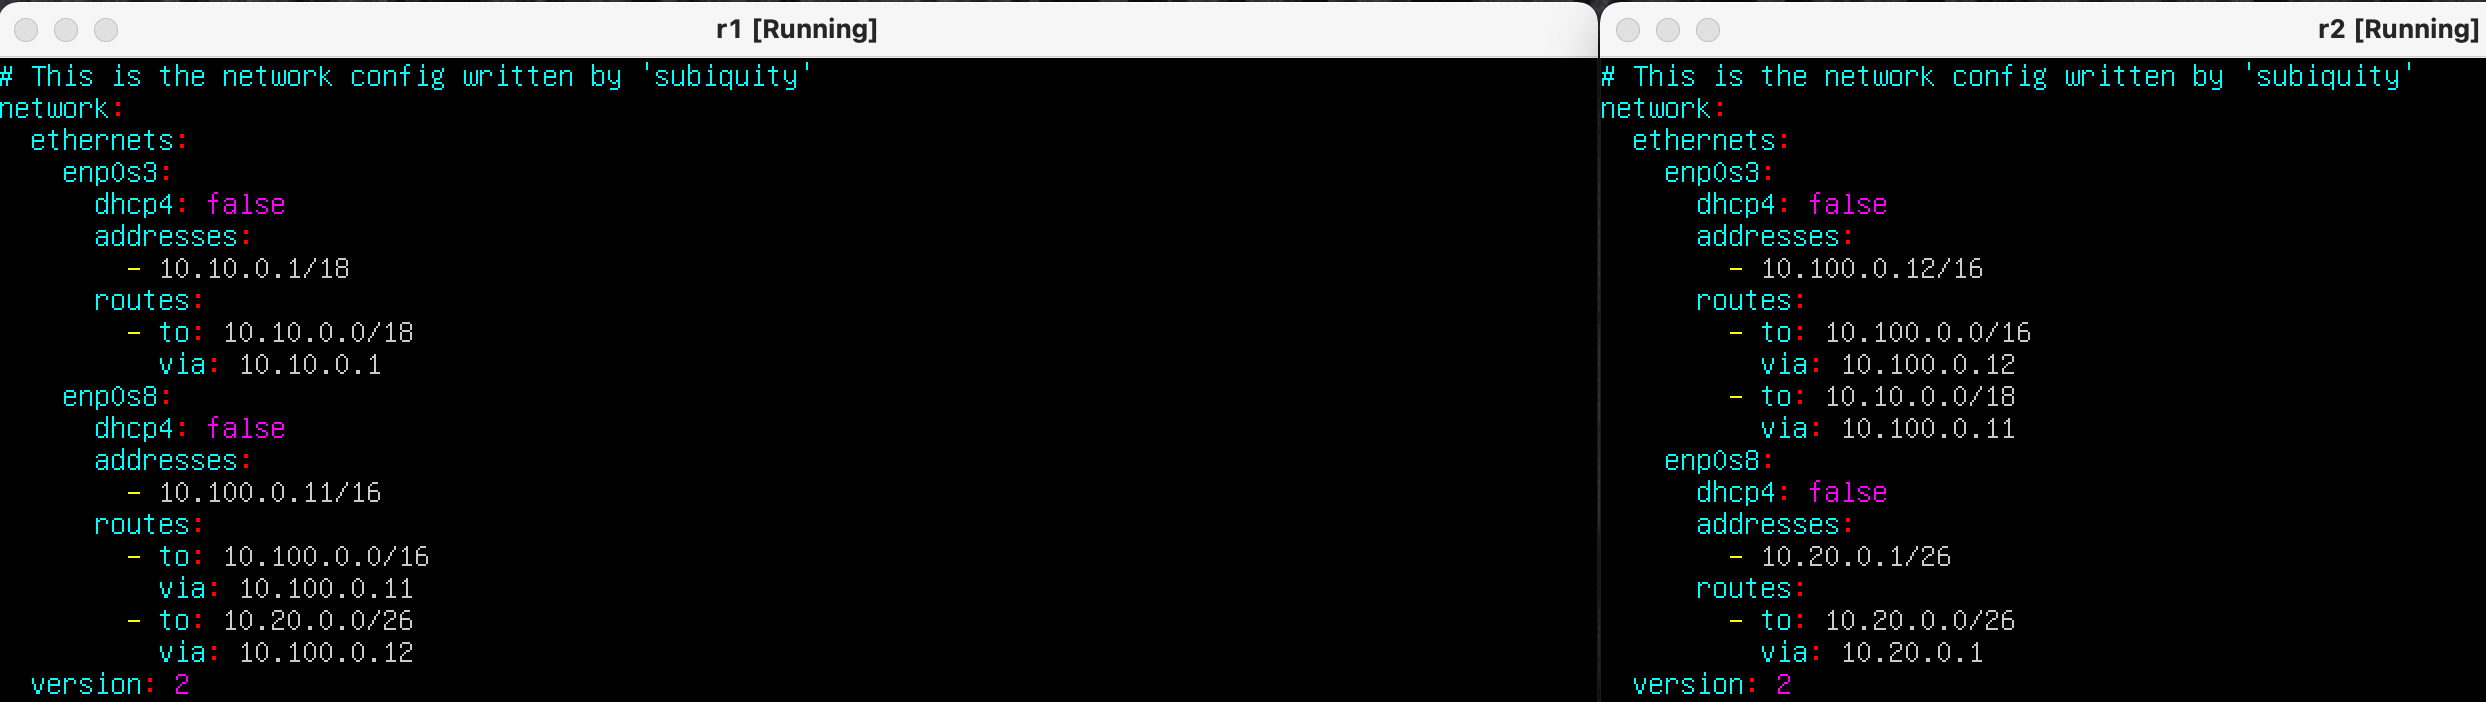 r1 [Running]
# This is the network config written by 'subiquity'
network:
  ethernets:
    enp0s3:
      dhcp4: false
      addresses:
        - 10.10.0.1/18
      routes:
        - to: 10.10.0.0/18
          via: 10.10.0.1
    enp0s8:
      dhcp4: false
      addresses:
        - 10.100.0.11/16
      routes:
        - to: 10.100.0.0/16
          via: 10.100.0.11
        - to: 10.20.0.0/26
          via: 10.100.0.12
  version: 2
r2 [Running]
# This is the network config written by 'subiquity'
network:
  ethernets:
    enp0s3:
      dhcp4: false
      addresses:
        - 10.100.0.12/16
      routes:
        - to: 10.100.0.0/16
          via: 10.100.0.12
        - to: 10.10.0.0/18
          via: 10.100.0.11
    enp0s8:
      dhcp4: false
      addresses:
        - 10.20.0.1/26
      routes:
        - to: 10.20.0.0/26
          via: 10.20.0.1
  version: 2